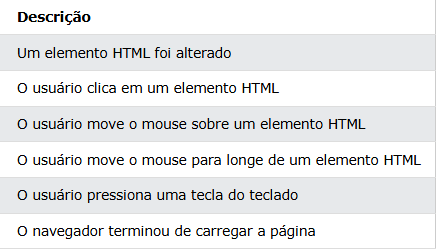 Descrição
Um elemento HTML foi alterado
O usuário clica em um elemento HTML
O usuário move o mouse sobre um elemento HTML
O usuário move o mouse para longe de um elemento HTML
O usuário pressiona uma tecla do teclado
O navegador terminou de carregar a página